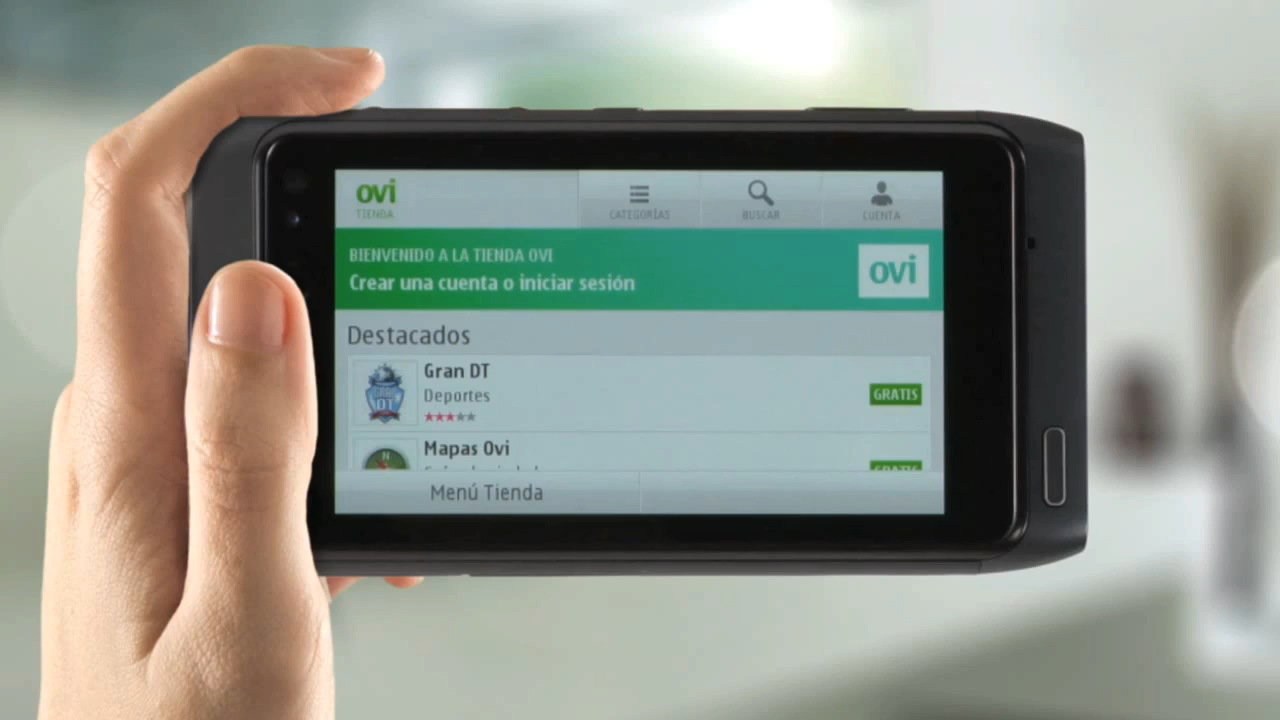 ovi
TIENDA
CATEGORÍAS
BUSCAR
CUENTA
BIENVENIDO A LA TIENDA OVI
Crear una cuenta o iniciar sesión
ovi
Destacados
Gran DT
Deportes
GRATIS
Mapas Ovi
GRATIS
Menú Tienda